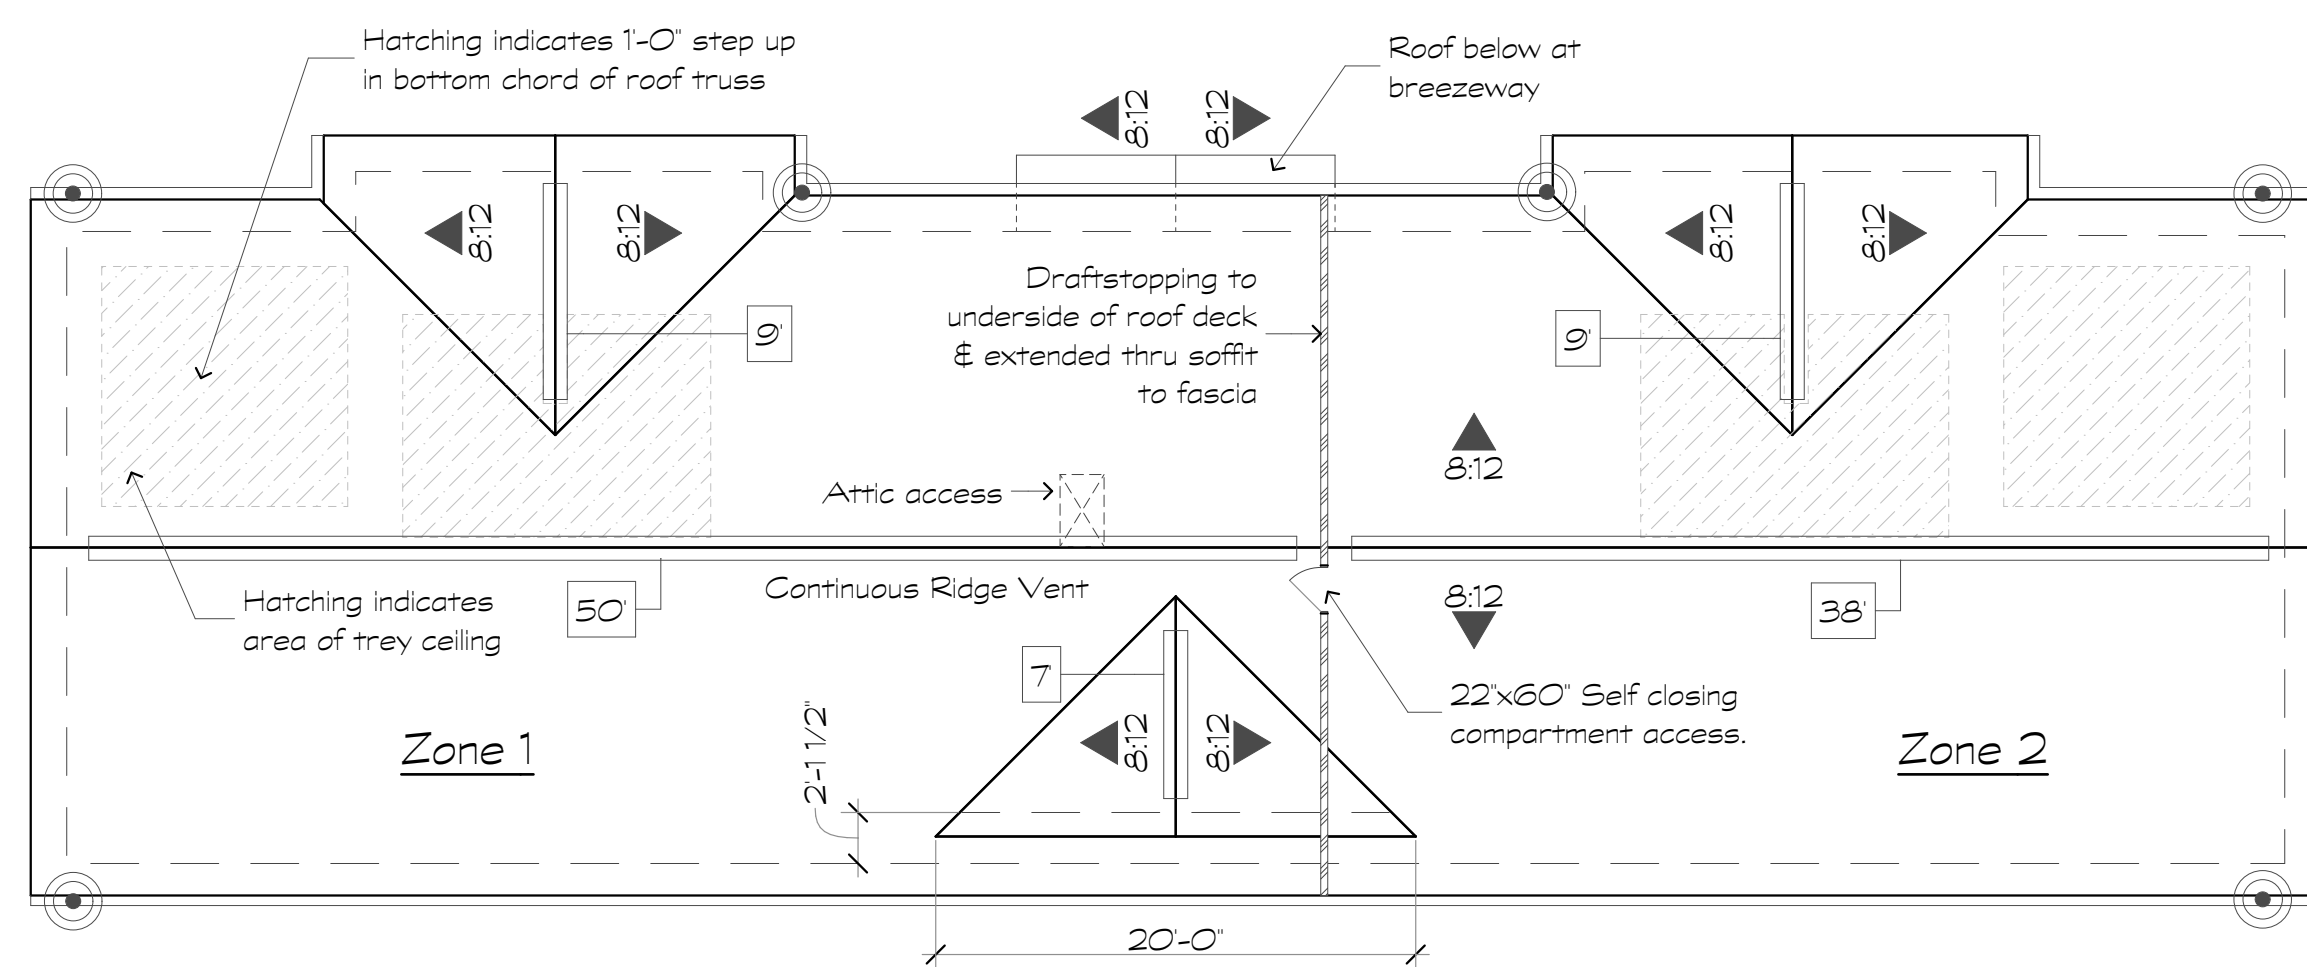 Hatching indicates 1'-0" step up
in bottom chord of roof truss
Roof below at
breezeway
8:12
8:12
8:12
8:12
8:12
8:12
9'
9'
Draftstopping to
underside of roof deck
& extended thru soffit
to fascia
8:12
Attic access
Continuous Ridge Vent
8:12
Hatching indicates
area of trey ceiling
50'
38'
7'
22"x60" Self closing
compartment access.
2'-1 1/2"
8:12
8:12
Zone 1
Zone 2
20'-0"